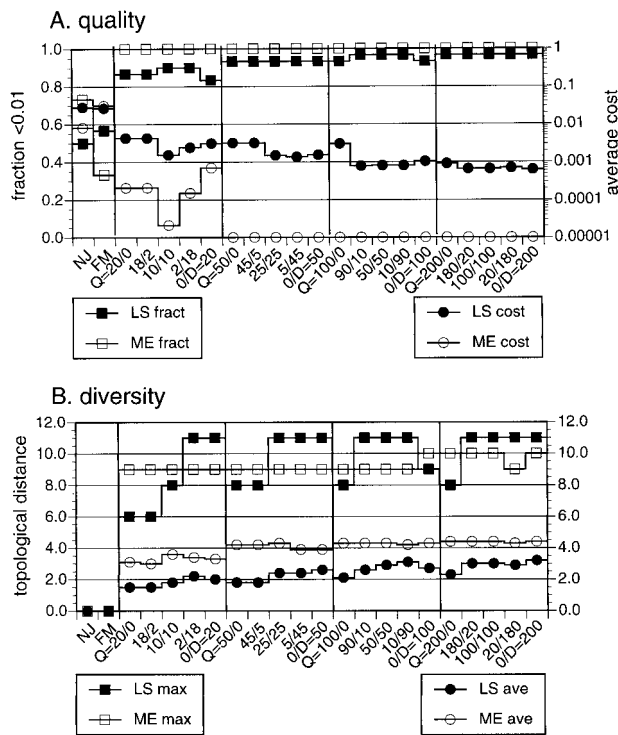 A. quality
1.0
0.8
0.6
0.4
0.2
0.0
fraction <0.01
1
0.1
0.01
0.001
0.0001
0.00001
average cost
NJ
FM
Q=20/0
18/2
10/10
2/18
0/D=20
Q=50/0
45/5
25/25
5/45
0/D=50
Q=100/0
90/10
50/50
10/90
0/D=100
Q=200/0
180/20
100/100
20/180
0/D=200
LS fract
ME fract
LS cost
ME cost
B. diversity
12.0
10.0
8.0
6.0
4.0
2.0
0.0
topological distance
12.0
10.0
8.0
6.0
4.0
2.0
0.0
NJ
FM
Q=20/0
18/2
10/10
2/18
0/D=20
Q=50/0
45/5
25/25
5/45
0/D=50
Q=100/0
90/10
50/50
10/90
0/D=100
Q=200/0
180/20
100/100
20/180
0/D=200
LS max
ME max
LS ave
ME ave